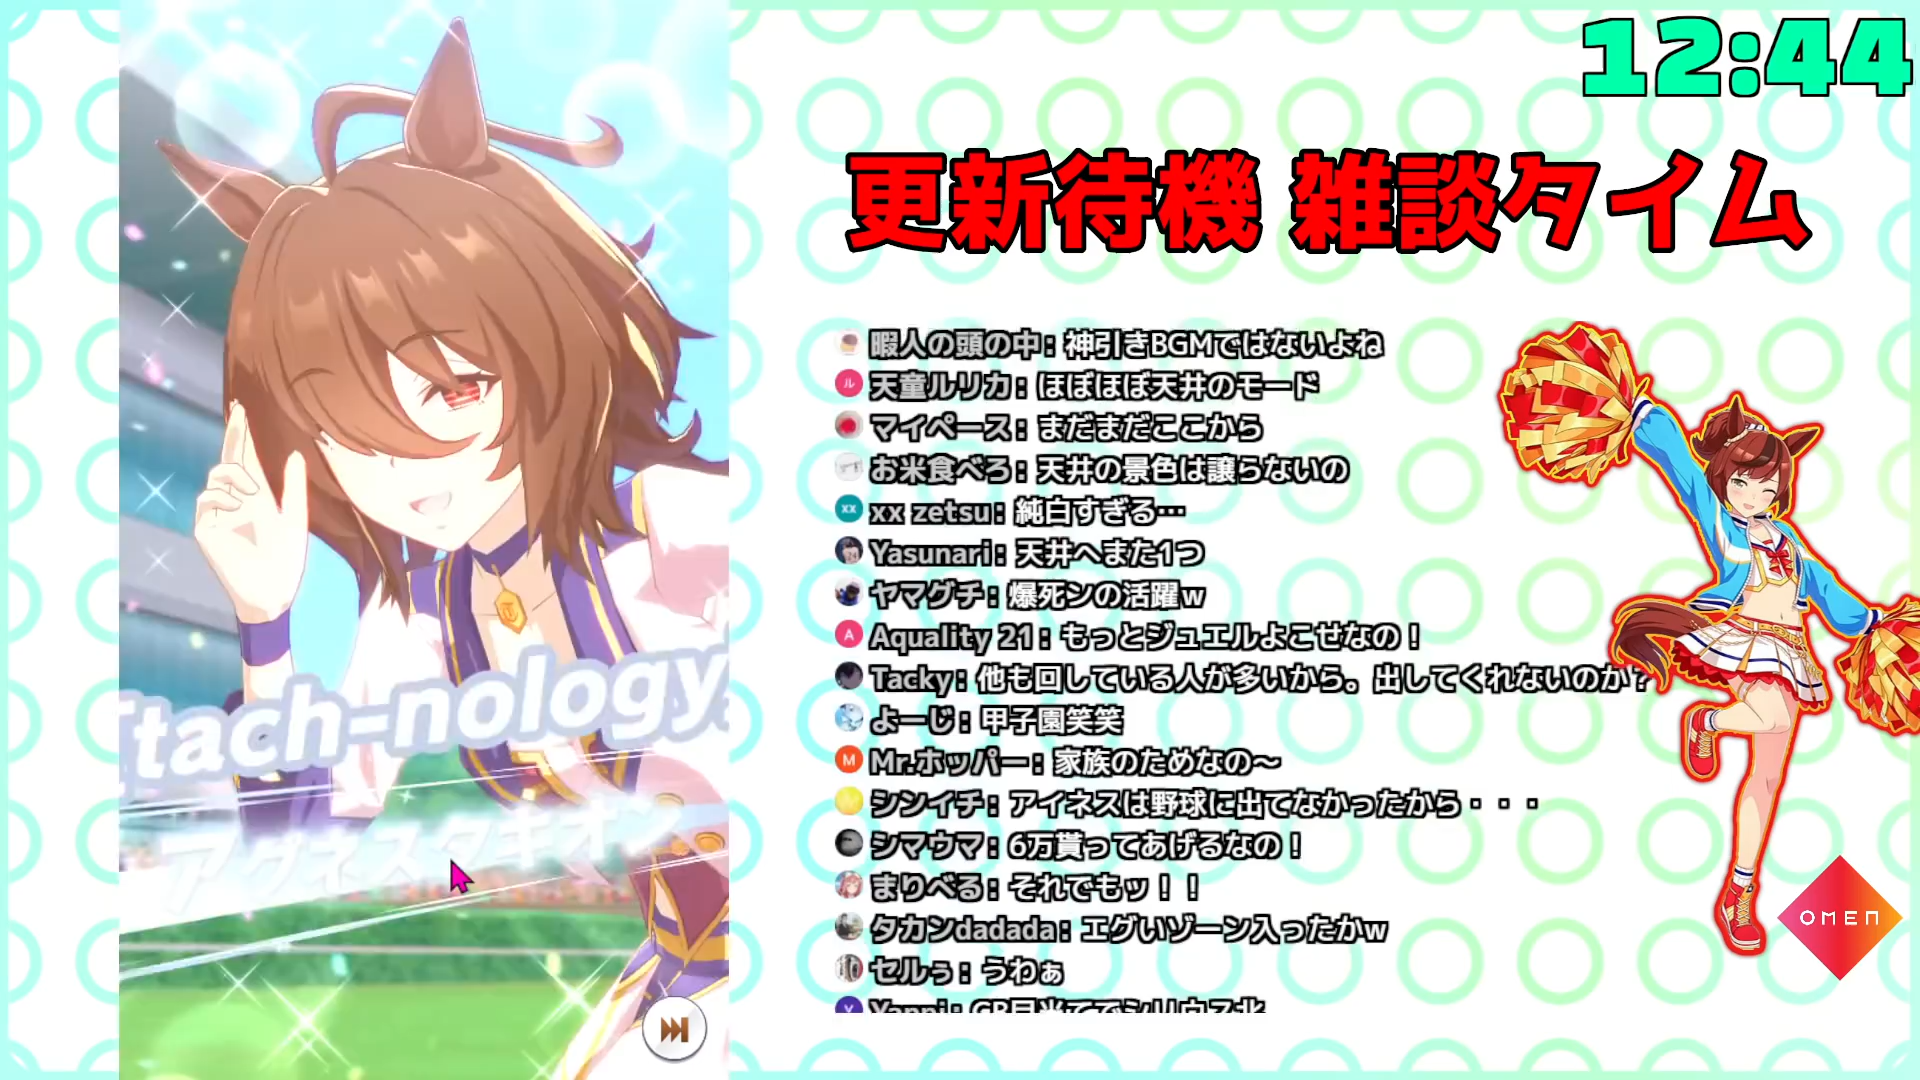 12:44
更新待機 雑談タイム
[tach-nology]
アグネスタキオン
暇人の頭の中: 神引きBGMではないよね
ル 天童ルリカ: ほぼほぼ天井のモード
マイペース: まだまだここから
お米食べろ: 天井の景色は譲らないの
xx xx zetsu: 純白すぎる…
Yasunari: 天井へまた1つ
ヤマグチ: 爆死ンの活躍w
A Aquality 21: もっとジュエルよこせなの！
Tacky: 他も回している人が多いから。出してくれないのか？
よーじ: 甲子園笑笑
M Mr.ホッパー: 家族のためなの～
シンイチ: アイネスは野球に出てなかったから・・・
シマウマ: 6万貰ってあげるなの！
まりべる: それでもッ！！
タカンdadada: エグいゾーン入ったかw
セルぅ: うわぁ
OMEN